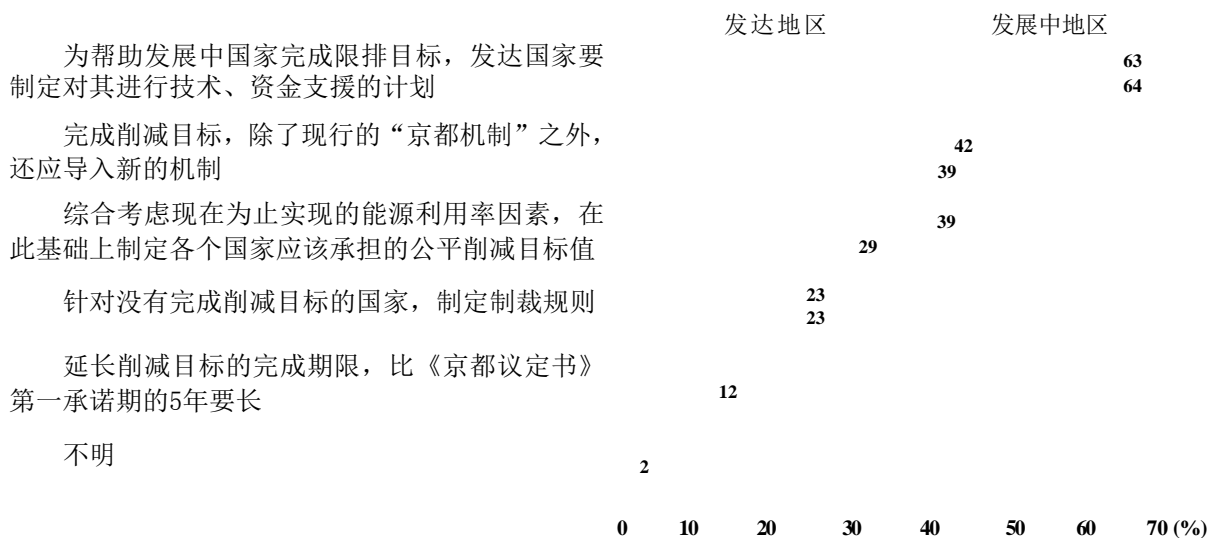 发达地区 发展中地区
为帮助发展中国家完成限排目标，发达国家要 63
制定对其进行技术、资金支援的计划 64
完成削减目标，除了现行的“京都机制”之外， 42
还应导入新的机制 39
综合考虑现在为止实现的能源利用率因素，在 39
此基础上制定各个国家应该承担的公平削减目标值 29
针对没有完成削减目标的国家，制定制裁规则 23
23
延长削减目标的完成期限，比《京都议定书》
第一承诺期的5年要长 12
不明 2
0 10 20 30 40 50 60 70 (%)